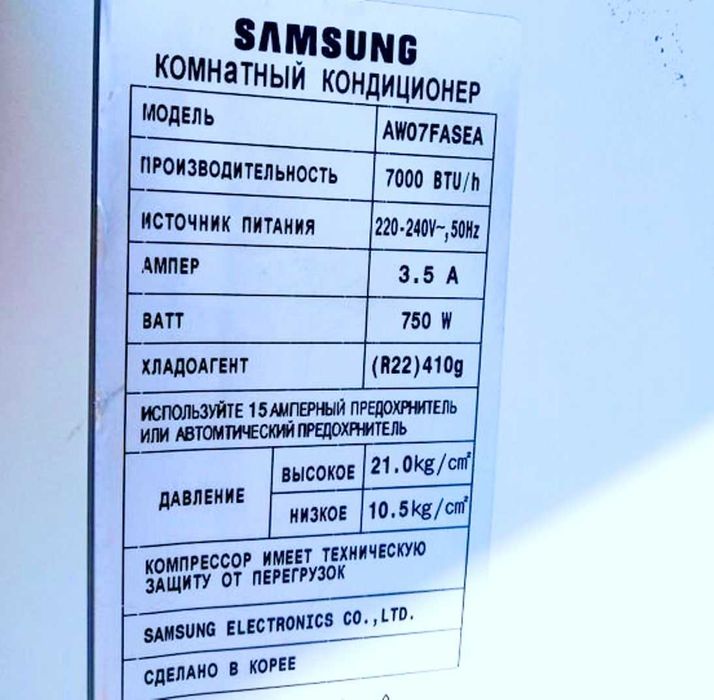 SAMSUNG
КОМНаТНЫЙ КОНДИЦИОНЕР
МОДЕЛЬ AW07FASEA
ПРОИЗВОДИТЕЛЬНОСТЬ 7000 BTU/h
ИСТОЧНИК ПИТАНИЯ 220-240V~,50Hz
АМПЕР 3.5 A
ВАТТ 750 W
ХЛАДОАГЕНТ (R22)410g
ИСПОЛЬЗУЙТЕ 15 АМПЕРНЫЙ ПРЕДОХРНИТЕЛЬ
ИЛИ АВТОМТИЧЕСКИЙ ПРЕДОХРНИТЕЛЬ
ДАВЛЕНИЕ
ВЫСОКОЕ 21.0kg/cm²
НИЗКОЕ 10.5kg/cm²
КОМПРЕССОР ИМЕЕТ ТЕХНИЧЕСКУЮ
ЗАЩИТУ ОТ ПЕРЕГРУЗОК
SAMSUNG ELECTRONICS CO.,LTD.
СДЕЛАНО В КОРЕЕ